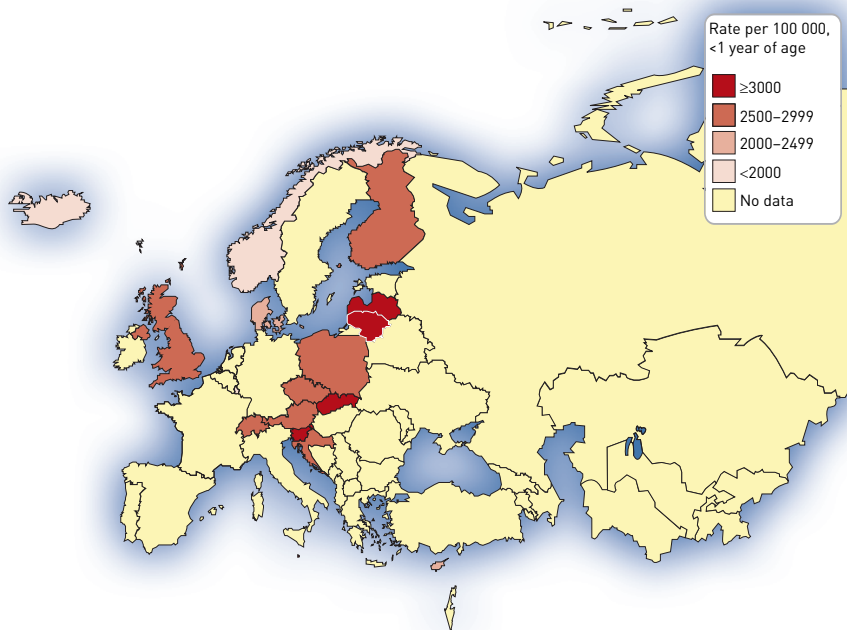 Rate per 100 000,
<1 year of age
≥3000
2500–2999
2000–2499
<2000
No data